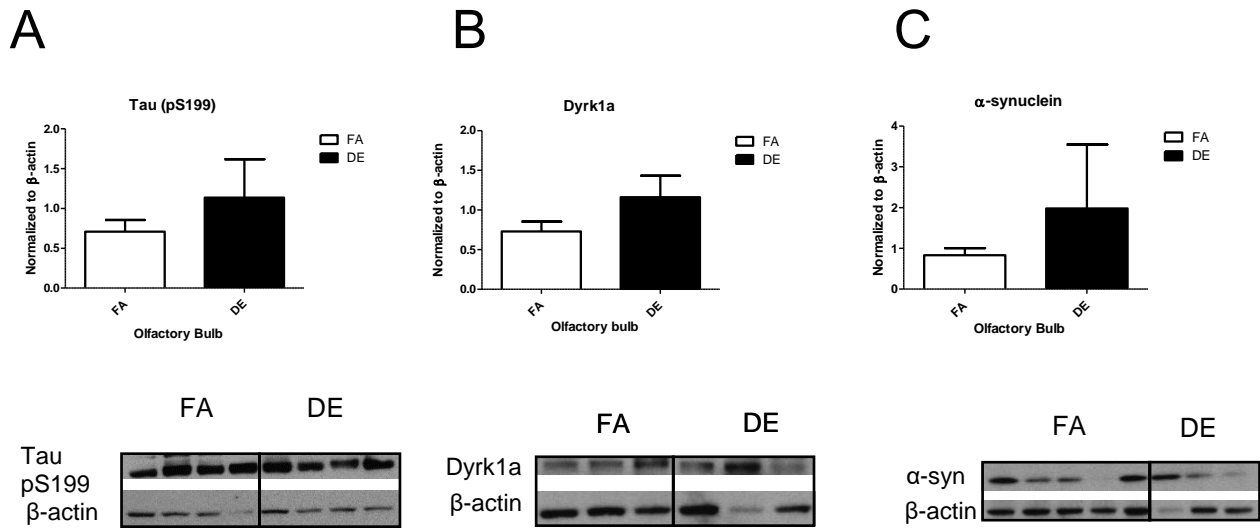 A
B
C
Tau (pS199)
Normalized to β-actin
2.0
1.5
1.0
0.5
0.0
FA
DE
Olfactory Bulb
FA
DE
Dyrk1a
Normalized to β-actin
2.0
1.5
1.0
0.5
0.0
FA
DE
Olfactory bulb
FA
DE
α-synuclein
Normalized to β-actin
4
3
2
1
0
FA
DE
Olfactory Bulb
FA
DE
FA DE
Tau
pS199
β-actin
FA DE
Dyrk1a
β-actin
FA DE
α-syn
β-actin